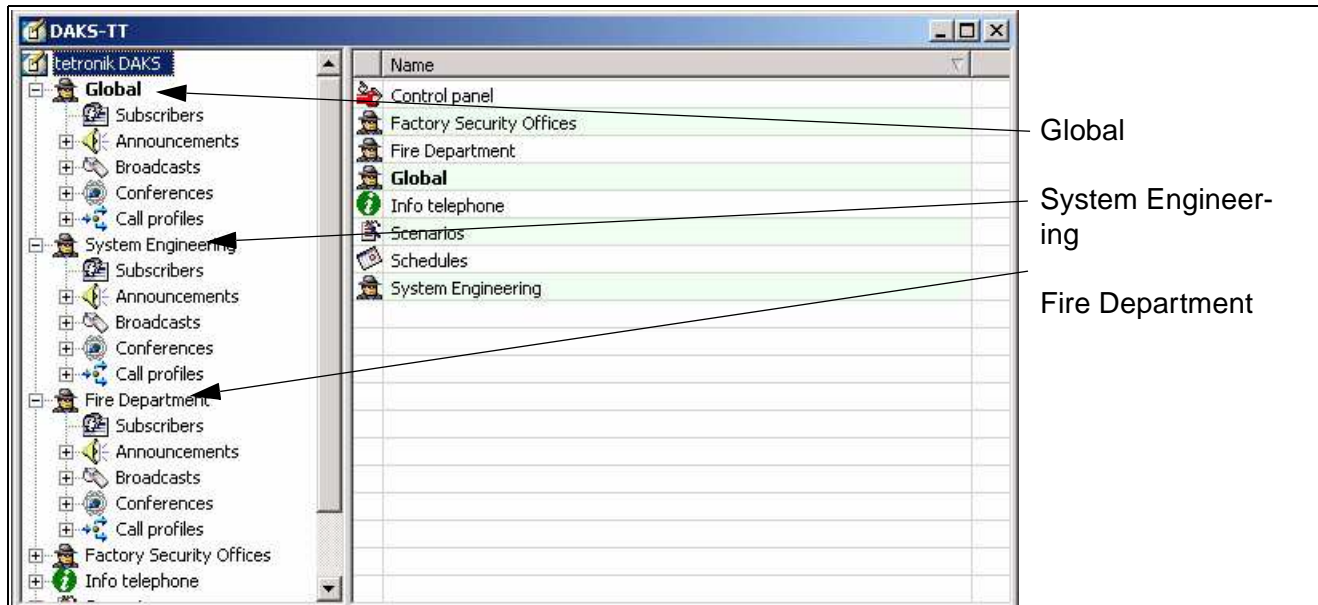 DAKS-TT
tetronik DAKS
Global
Subscribers
Announcements
Broadcasts
Conferences
Call profiles
System Engineering
Subscribers
Announcements
Broadcasts
Conferences
Call profiles
Fire Department
Subscribers
Announcements
Broadcasts
Conferences
Call profiles
Factory Security Offices
Info telephone
Name
Control panel
Factory Security Offices
Fire Department
Global
Info telephone
Scenarios
Schedules
System Engineering
Global
System Engineer-
ing
Fire Department